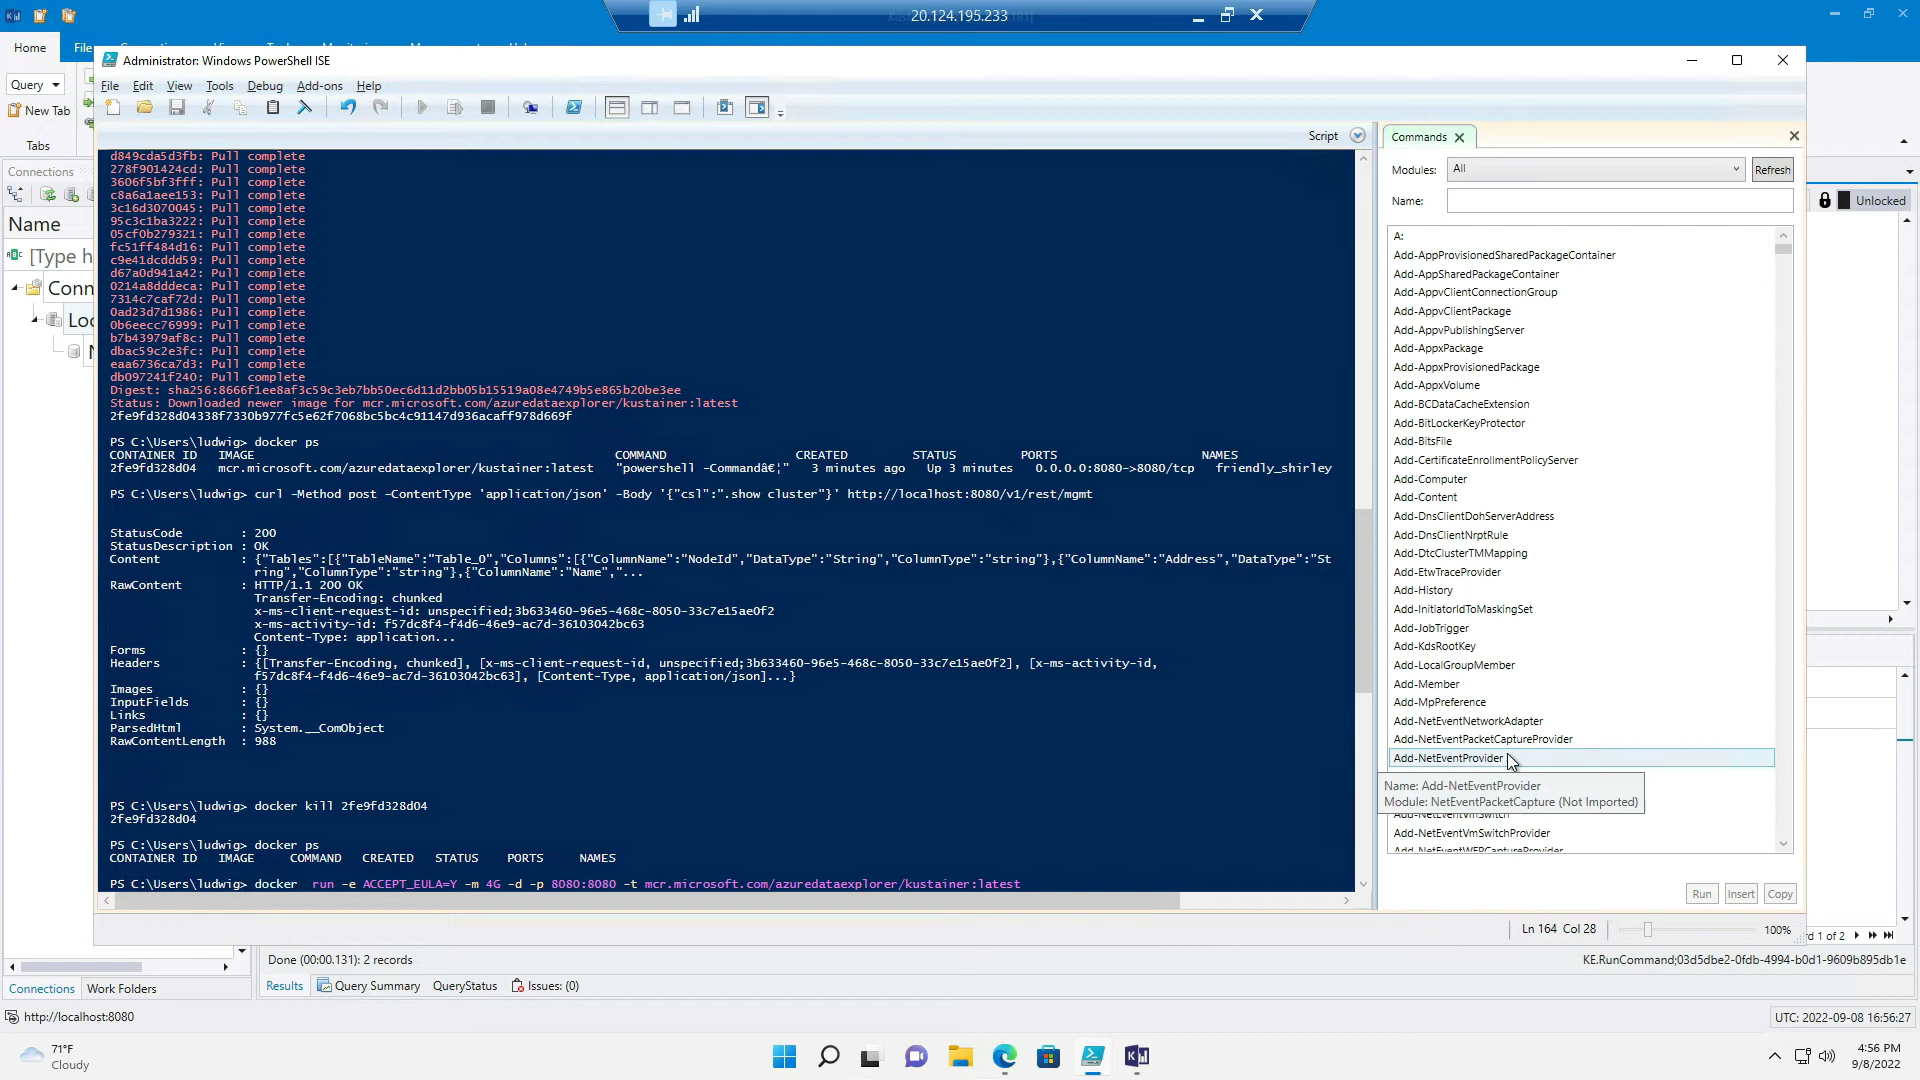 20.124.195.233
Home
File
Query
New Tab
Tabs
Connections
Name
[Type h
Conn
Loc
Unlocked
Administrator: Windows PowerShell ISE
File Edit View Tools Debug Add-ons Help
Script
d849cda5d3fb: Pull complete
278f901424cd: Pull complete
3606f5bf3fff: Pull complete
c8a6a1aee153: Pull complete
3c16d3070045: Pull complete
95c3c1ba3222: Pull complete
05cf0b279321: Pull complete
fc51ff484d16: Pull complete
c9e41dcddd59: Pull complete
d67a0d941a42: Pull complete
0214a8dddeca: Pull complete
7314c7caf72d: Pull complete
0ad23d7d1986: Pull complete
0b6eecc76999: Pull complete
b7b43979af8c: Pull complete
dbac59c2e3fc: Pull complete
eaa6736ca7d3: Pull complete
db097241f240: Pull complete
Digest: sha256:8666f1ee8af3c59c3eb7bb50ec6d11d2bb05b15519a08e4749b5e865b20be3ee
Status: Downloaded newer image for mcr.microsoft.com/azuredataexplorer/kustainer:latest
2fe9fd328d04338f7330b977fc5e62f7068bc5bc4c91147d936acaff978d669f
PS C:\Users\ludwig> docker ps
CONTAINER ID IMAGE COMMAND CREATED STATUS PORTS NAMES
2fe9fd328d04 mcr.microsoft.com/azuredataexplorer/kustainer:latest "powershell -Commandâ€¦" 3 minutes ago Up 3 minutes 0.0.0.0:8080->8080/tcp friendly_shirley
PS C:\Users\ludwig> curl -Method post -ContentType 'application/json' -Body '{"csl":".show cluster"}' http://localhost:8080/v1/rest/mgmt
StatusCode : 200
StatusDescription : OK
Content : {"Tables":[{"TableName":"Table_0","Columns":[{"ColumnName":"NodeId","DataType":"String","ColumnType":"string"},{"ColumnName":"Address","DataType":"St
ring","ColumnType":"string"},{"ColumnName":"Name","...
RawContent : HTTP/1.1 200 OK
Transfer-Encoding: chunked
x-ms-client-request-id: unspecified;3b633460-96e5-468c-8050-33c7e15ae0f2
x-ms-activity-id: f57dc8f4-f4d6-46e9-ac7d-36103042bc63
Content-Type: application...
Forms : {}
Headers : {[Transfer-Encoding, chunked], [x-ms-client-request-id, unspecified;3b633460-96e5-468c-8050-33c7e15ae0f2], [x-ms-activity-id,
f57dc8f4-f4d6-46e9-ac7d-36103042bc63], [Content-Type, application/json]...}
Images : {}
InputFields : {}
Links : {}
ParsedHtml : System.__ComObject
RawContentLength : 988
PS C:\Users\ludwig> docker kill 2fe9fd328d04
2fe9fd328d04
PS C:\Users\ludwig> docker ps
CONTAINER ID IMAGE COMMAND CREATED STATUS PORTS NAMES
PS C:\Users\ludwig> docker run -e ACCEPT_EULA=Y -m 4G -d -p 8080:8080 -t mcr.microsoft.com/azuredataexplorer/kustainer:latest
Commands
Modules: All Refresh
Name:
A:
Add-AppProvisionedSharedPackageContainer
Add-AppSharedPackageContainer
Add-AppvClientConnectionGroup
Add-AppvClientPackage
Add-AppvPublishingServer
Add-AppxPackage
Add-AppxProvisionedPackage
Add-AppxVolume
Add-BCDataCacheExtension
Add-BitLockerKeyProtector
Add-BitsFile
Add-CertificateEnrollmentPolicyServer
Add-Computer
Add-Content
Add-DnsClientDohServerAddress
Add-DnsClientNrptRule
Add-DtcClusterTMMapping
Add-EtwTraceProvider
Add-History
Add-InitiatorIdToMaskingSet
Add-JobTrigger
Add-KdsRootKey
Add-LocalGroupMember
Add-Member
Add-MpPreference
Add-NetEventNetworkAdapter
Add-NetEventPacketCaptureProvider
Add-NetEventProvider
Name: Add-NetEventProvider
Module: NetEventPacketCapture (Not Imported)
Add-NetEventVmSwitch
Add-NetEventVmSwitchProvider
Add-NetEventWFPCaptureProvider
Run Insert Copy
Ln 164 Col 28 100%
rd 1 of 2
Done (00:00.131): 2 records
KE.RunCommand;03d5dbe2-0fdb-4994-b0d1-9609b895db1e
Connections Work Folders
Results Query Summary QueryStatus Issues: (0)
http://localhost:8080
UTC: 2022-09-08 16:56:27
71°F
Cloudy
4:56 PM
9/8/2022